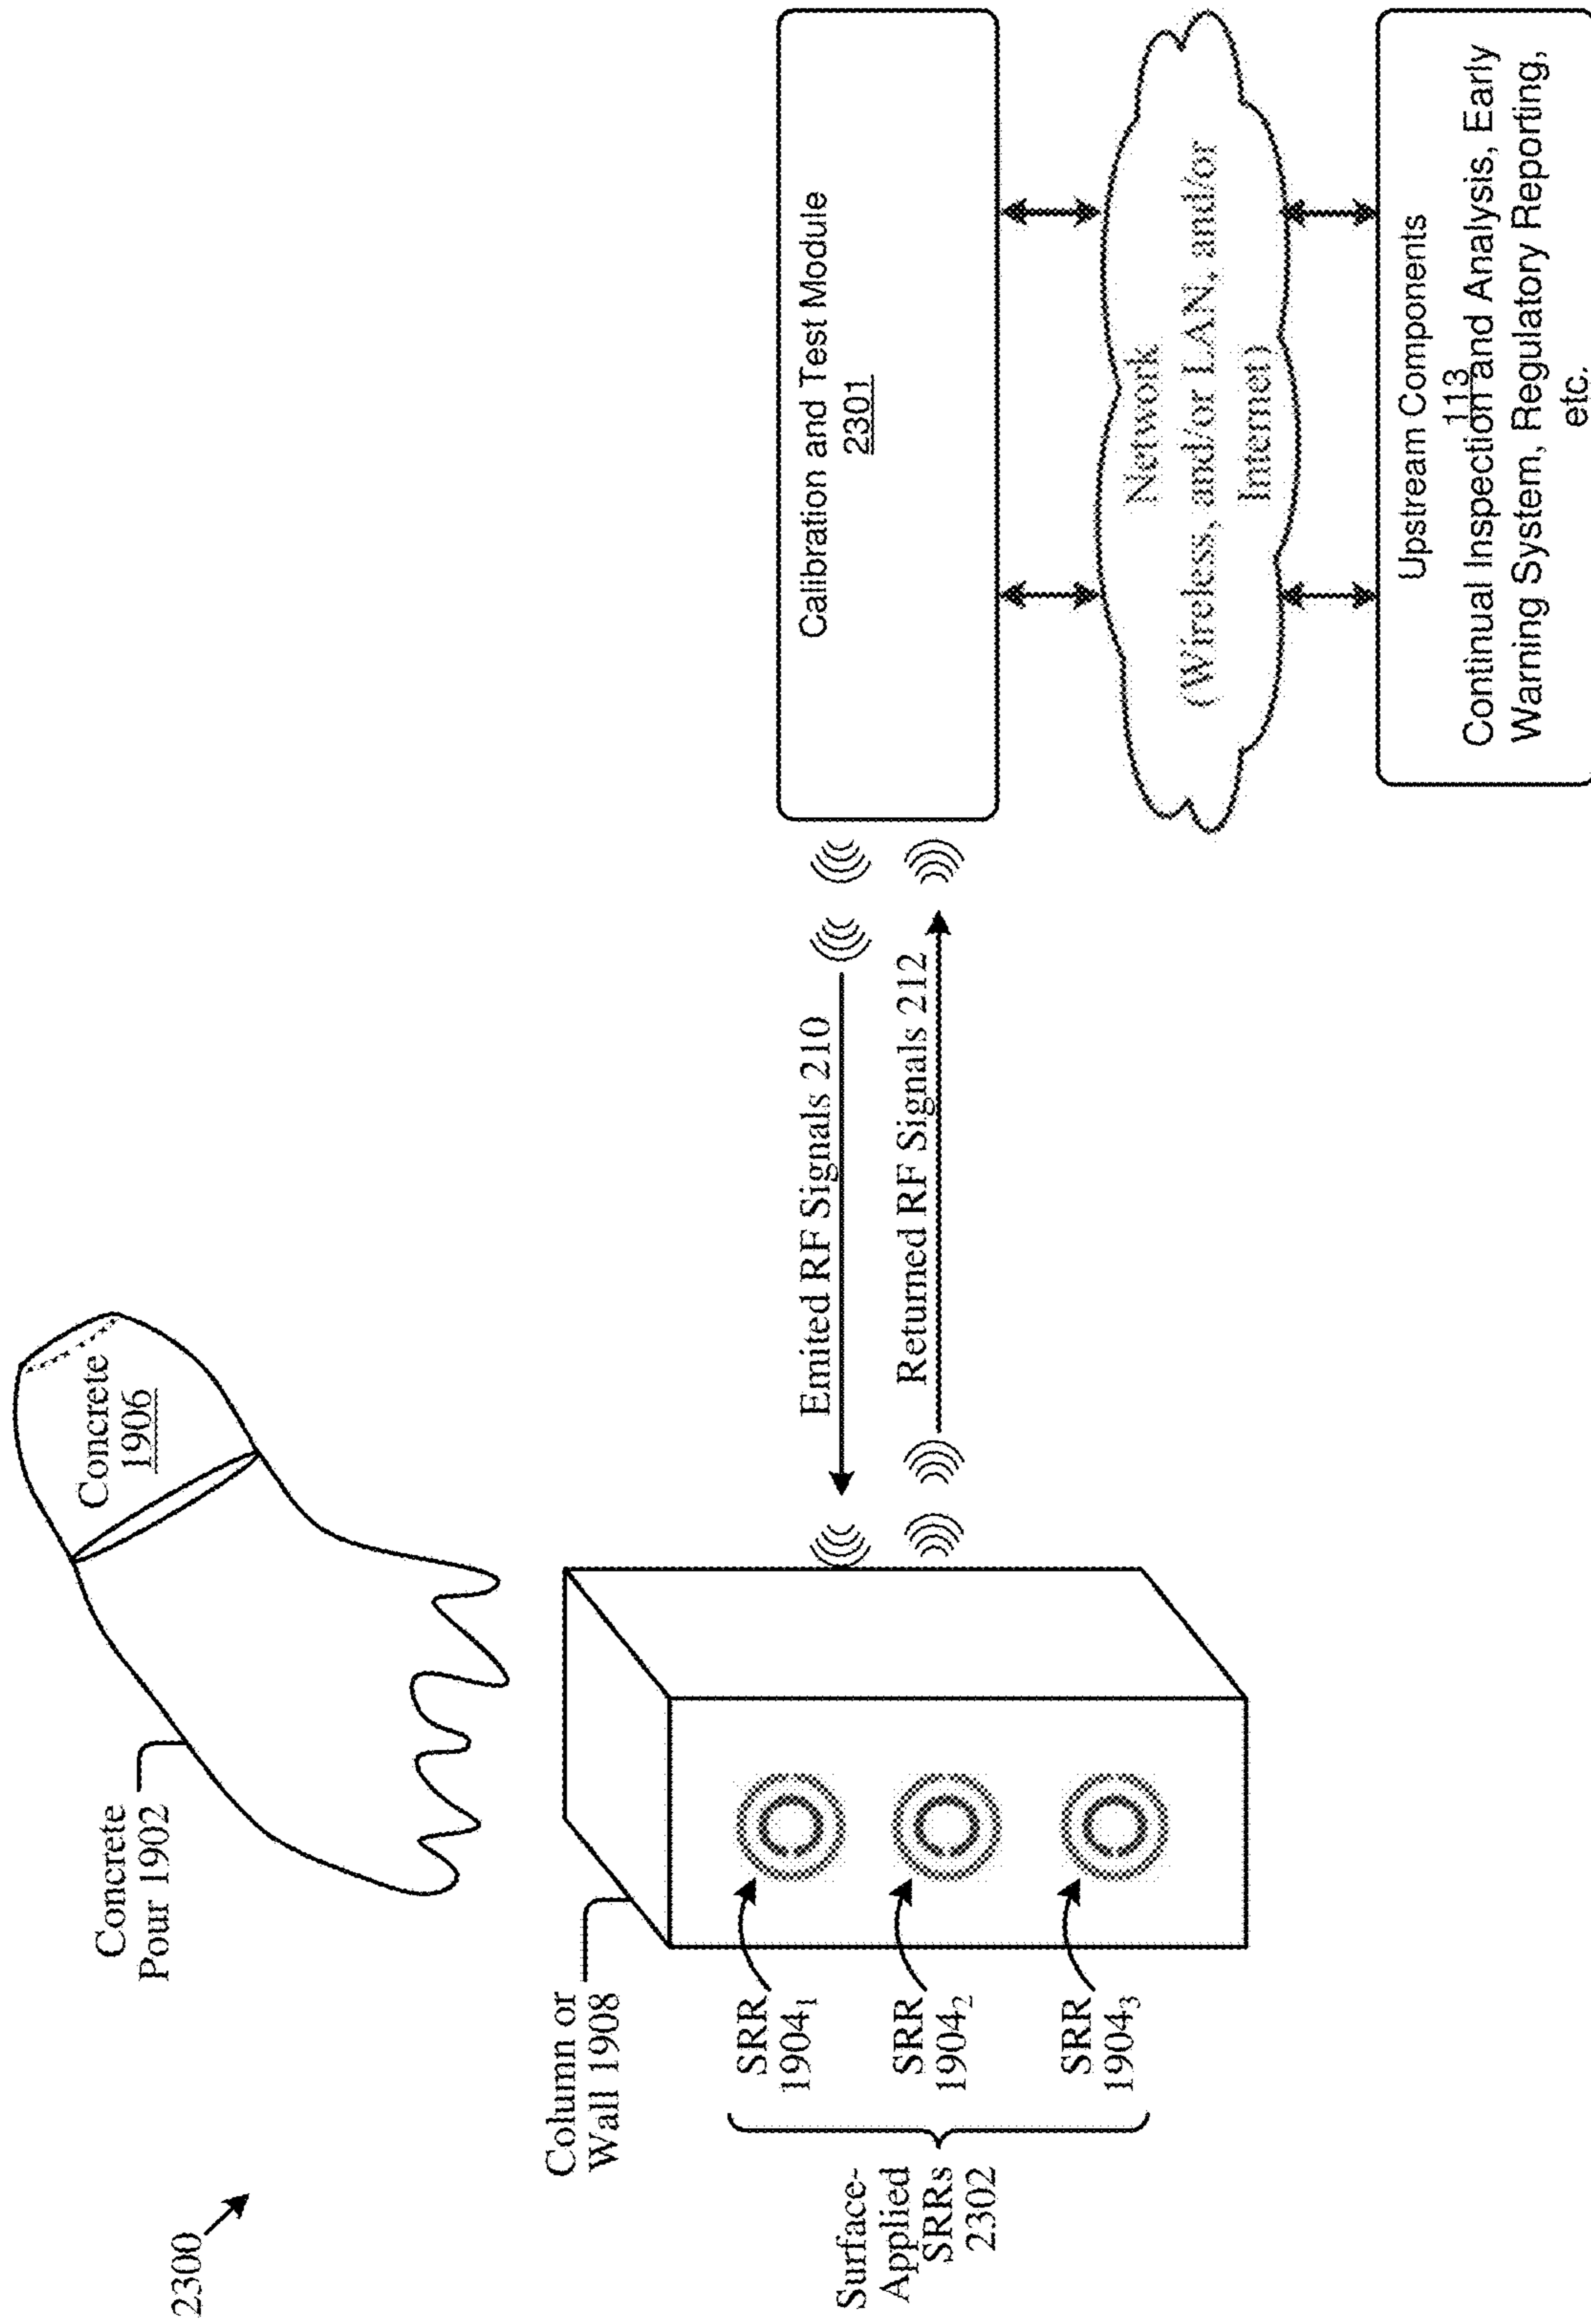 2300
Concrete
Pour 1902
Concrete
1906
Column or
Wall 1908
SRR
1904₁
SRR
1904₂
SRR
1904₃
Surface-
Applied
SRRs
2302
Emited RF Signals 210
Returned RF Signals 212
Calibration and Test Module
2301
Network
(Wireless, and/or LAN, and/or
Internet)
Upstream Components
113
Continual Inspection and Analysis, Early
Warning System, Regulatory Reporting,
etc.